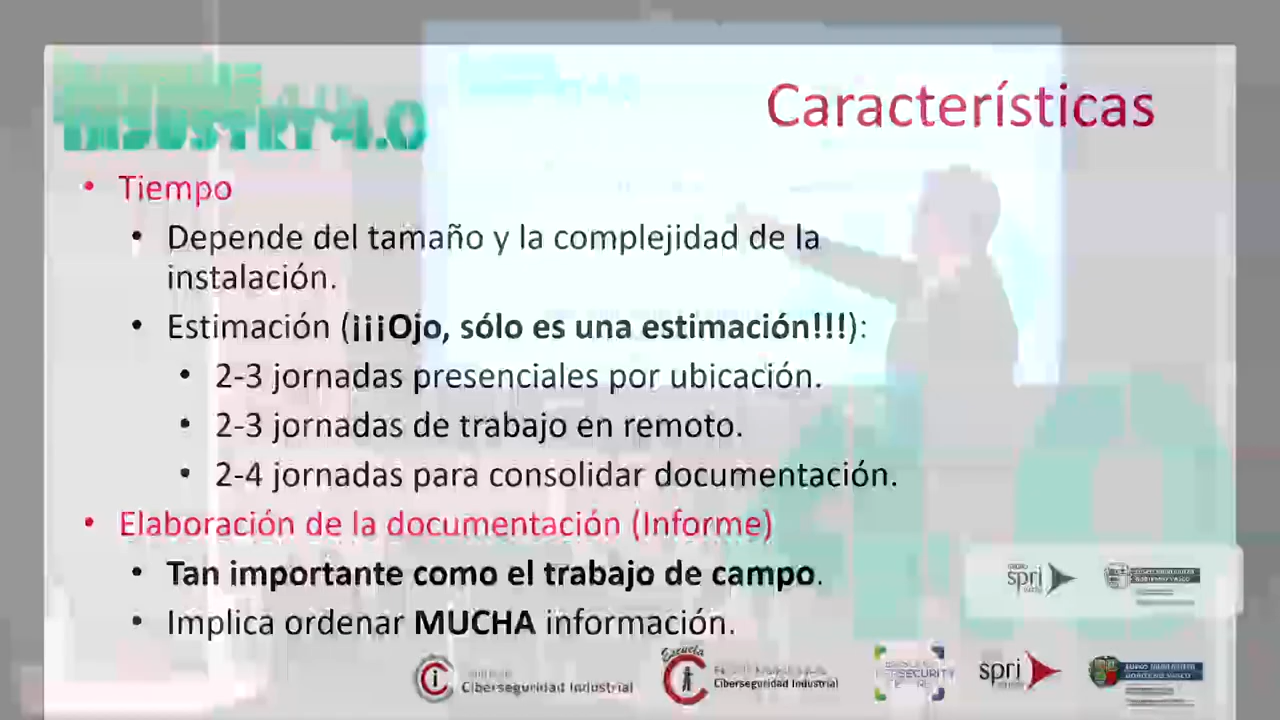 INDUSTRY 4.0
Características
• Tiempo
• Depende del tamaño y la complejidad de la
instalación.
• Estimación (¡¡¡Ojo, sólo es una estimación!!!):
• 2-3 jornadas presenciales por ubicación.
• 2-3 jornadas de trabajo en remoto.
• 2-4 jornadas para consolidar documentación.
• Elaboración de la documentación (Informe)
• Tan importante como el trabajo de campo.
• Implica ordenar MUCHA información.
spri
Escuela
Ciberseguridad Industrial
Ciberseguridad Industrial
spri